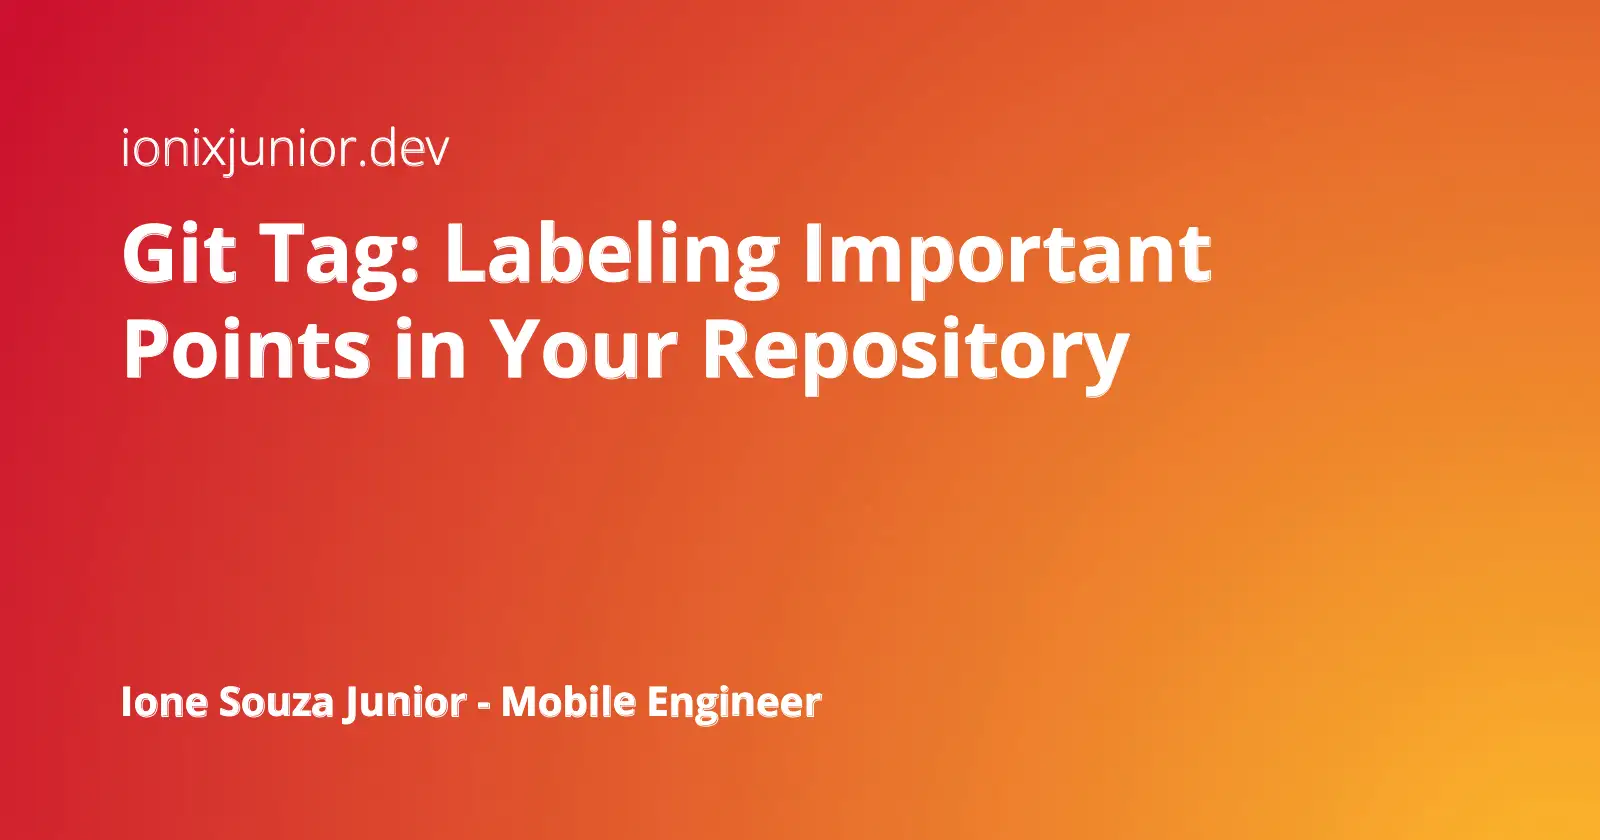 ionixjunior.dev
Git Tag: Labeling Important
Points in Your Repository
Ione Souza Junior - Mobile Engineer